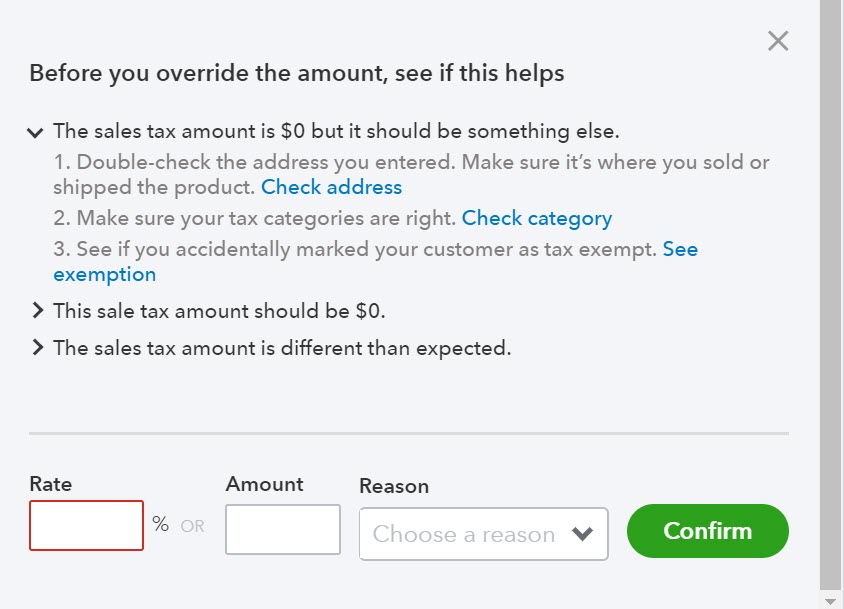 Before you override the amount, see if this helps
The sales tax amount is $0 but it should be something else.
1. Double-check the address you entered. Make sure it’s where you sold or
shipped the product. Check address
2. Make sure your tax categories are right. Check category
3. See if you accidentally marked your customer as tax exempt. See
exemption
This sale tax amount should be $0.
The sales tax amount is different than expected.
Rate Amount Reason
% OR Choose a reason Confirm